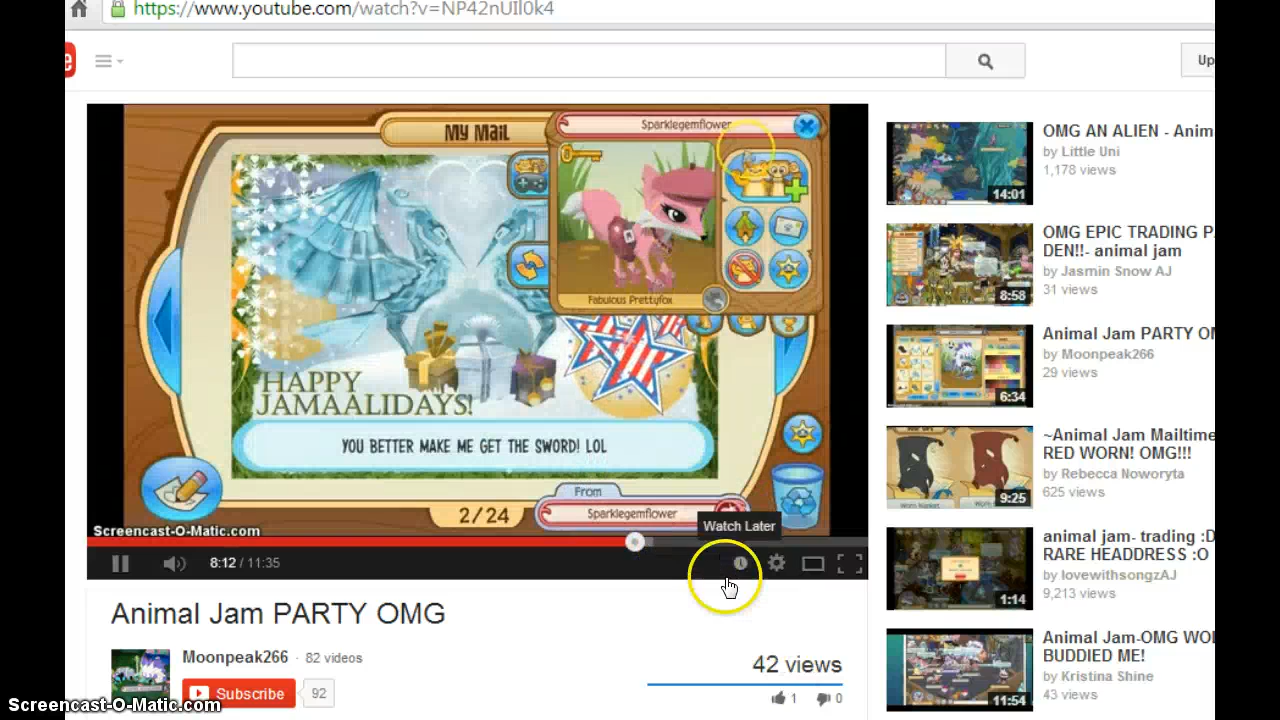 https://www.youtube.com/watch?v=NP42nUIl0k4
Up
My Mail
Sparklegemflower
Fabulous Prettyfox
HAPPY
JAMAALIDAYS!
YOU BETTER MAKE ME GET THE SWORD! LOL
From
2/24
Sparklegemflower
Screencast-O-Matic.com
Watch Later
8:12 / 11:35
Animal Jam PARTY OMG
Moonpeak266 · 82 videos
Subscribe 92
42 views
1 0
OMG AN ALIEN - Anim
by Little Uni
1,178 views
14:01
OMG EPIC TRADING P
DEN!!- animal jam
by Jasmin Snow AJ
31 views
8:58
Animal Jam PARTY O
by Moonpeak266
29 views
6:34
~Animal Jam Mailtime
RED WORN! OMG!!!
by Rebecca Noworyta
625 views
9:25
animal jam- trading :D
RARE HEADDRESS :O
by lovewithsongzAJ
9,213 views
1:14
Animal Jam-OMG WO
BUDDIED ME!
by Kristina Shine
43 views
11:54
Screencast-O-Matic.com